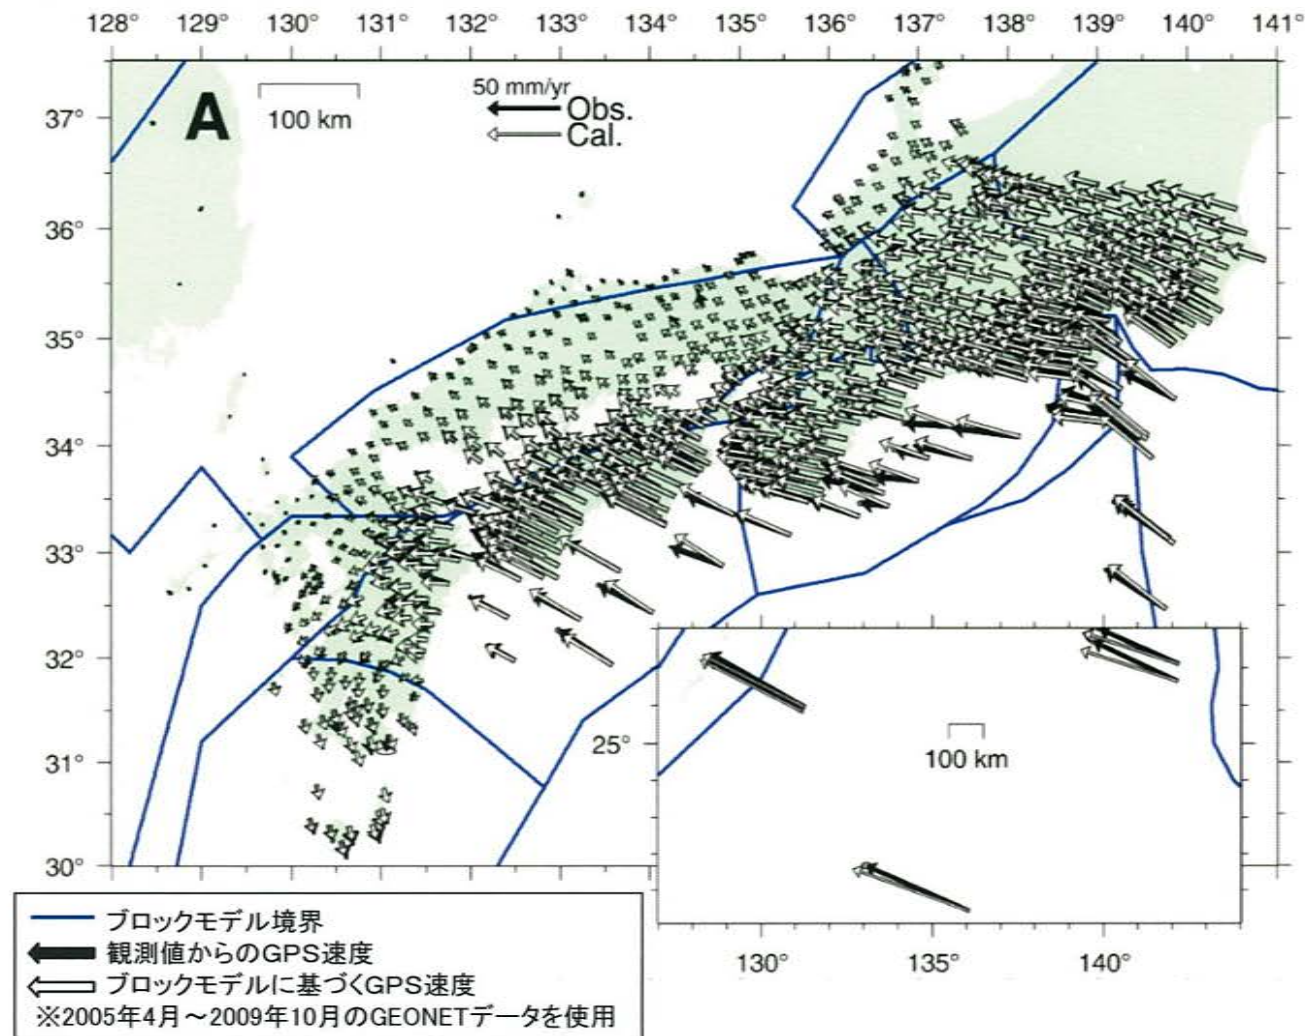 128° 129° 130° 131° 132° 133° 134° 135° 136° 137° 138° 139° 140° 141°
A
100 km
50 mm/yr
Obs.
Cal.
37°
36°
35°
34°
33°
32°
31°
30°
25°
100 km
130° 135° 140°
ブロックモデル境界
観測値からのGPS速度
ブロックモデルに基づくGPS速度
※2005年4月～2009年10月のGEONETデータを使用